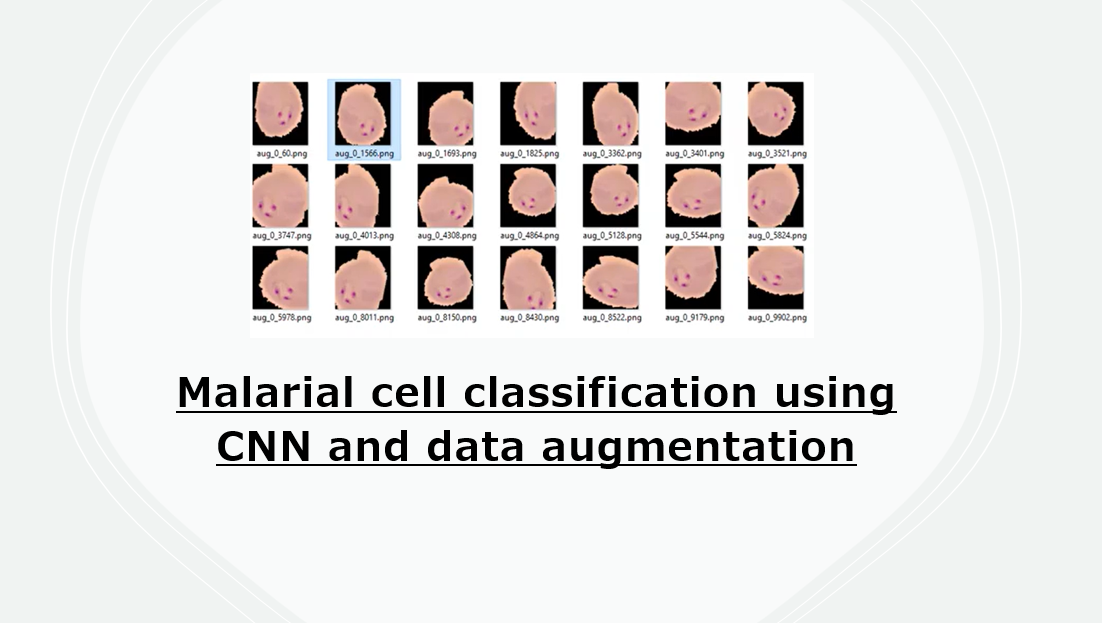 aug_0_60.png aug_0_1566.png aug_0_1693.png aug_0_1825.png aug_0_3362.png aug_0_3401.png aug_0_3521.png
aug_0_3747.png aug_0_4013.png aug_0_4308.png aug_0_4864.png aug_0_5128.png aug_0_5544.png aug_0_5824.png
aug_0_5978.png aug_0_8011.png aug_0_8150.png aug_0_8430.png aug_0_8522.png aug_0_9179.png aug_0_9902.png
Malarial cell classification using
CNN and data augmentation